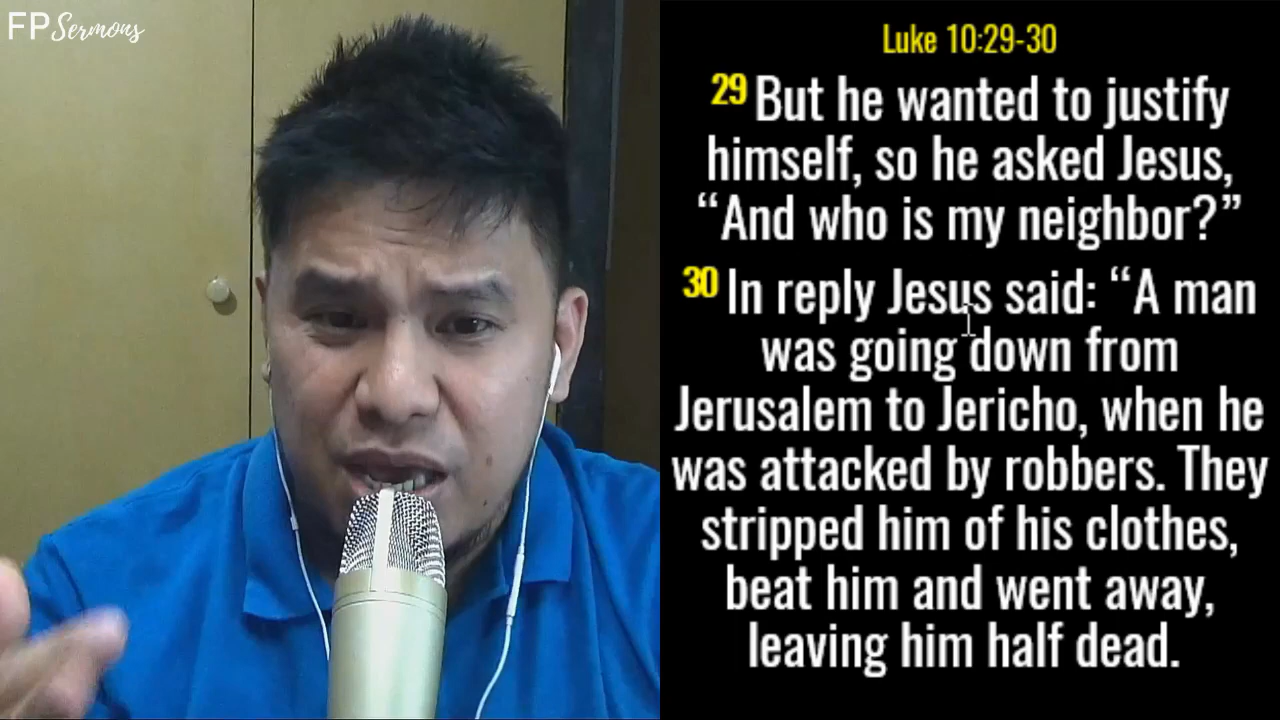 FP Sermons
Luke 10:29-30
29 But he wanted to justify
himself, so he asked Jesus,
“And who is my neighbor?”
30 In reply Jesus said: “A man
was going down from
Jerusalem to Jericho, when he
was attacked by robbers. They
stripped him of his clothes,
beat him and went away,
leaving him half dead.